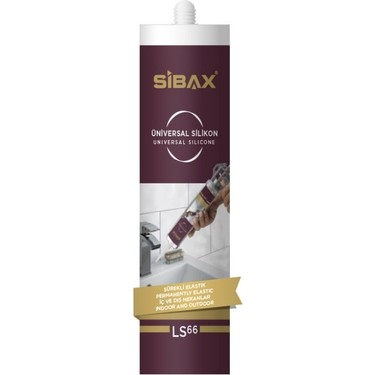 SİBAX®
ÜNİVERSAL SİLİKON
UNIVERSAL SILICONE
SÜREKLİ ELASTİK
PERMANENTLY ELASTIC
İÇ VE DIŞ MEKANLAR
INDOOR AND OUTDOOR
LS66